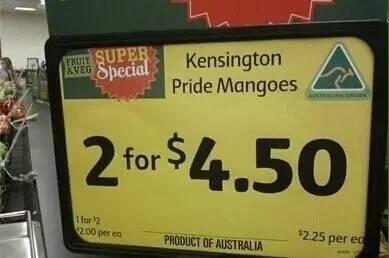 FRUIT
& VEG
SUPER
Special
Kensington
Pride Mangoes
AUSTRALIAN GROWN
2 for $4.50
1 for $2
$2.00 per ea
PRODUCT OF AUSTRALIA
$2.25 per ea